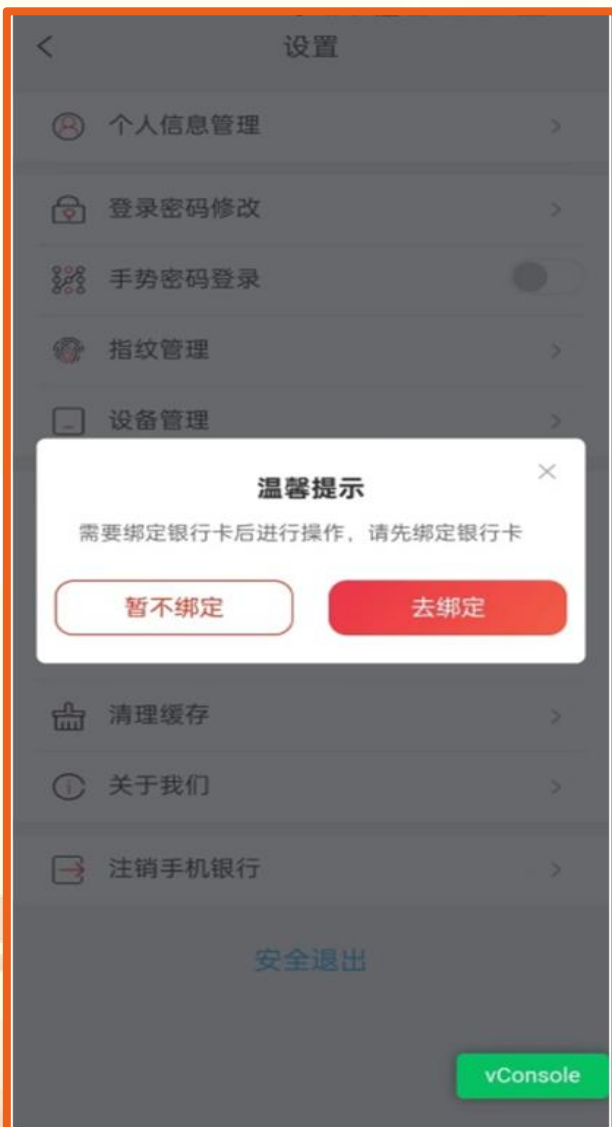 设置
个人信息管理
登录密码修改
手势密码登录
指纹管理
设备管理
温馨提示
需要绑定银行卡后进行操作，请先绑定银行卡
暂不绑定
去绑定
清理缓存
关于我们
注销手机银行
安全退出
vConsole